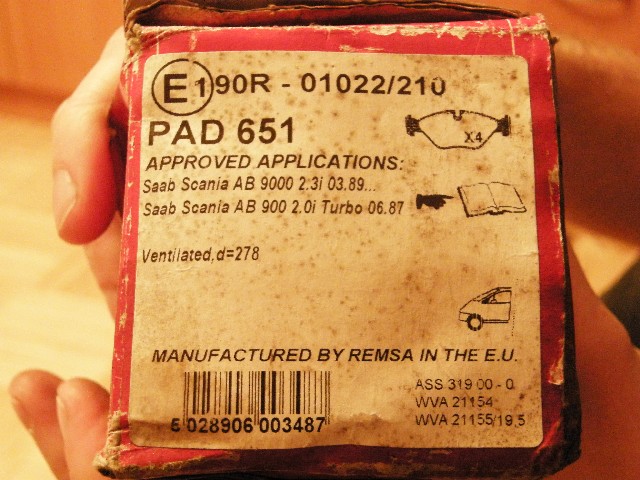 E1 90R - 01022/210
PAD 651
X4
APPROVED APPLICATIONS:
Saab Scania AB 9000 2.3i 03.89...
Saab Scania AB 900 2.0i Turbo 06.87
Ventilated,d=278
MANUFACTURED BY REMSA IN THE E.U.
5 028906 003487
ASS 319 00 - 0
WVA 21154
WVA 21155/19,5